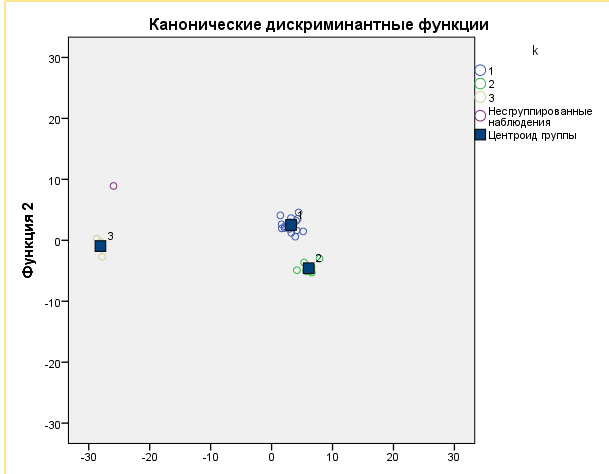 Канонические дискриминантные функции
k
1
2
3
Несгруппированные
наблюдения
Центроид группы
Функция 2
30
20
10
0
-10
-20
-30
1
2
3
-30 -20 -10 0 10 20 30